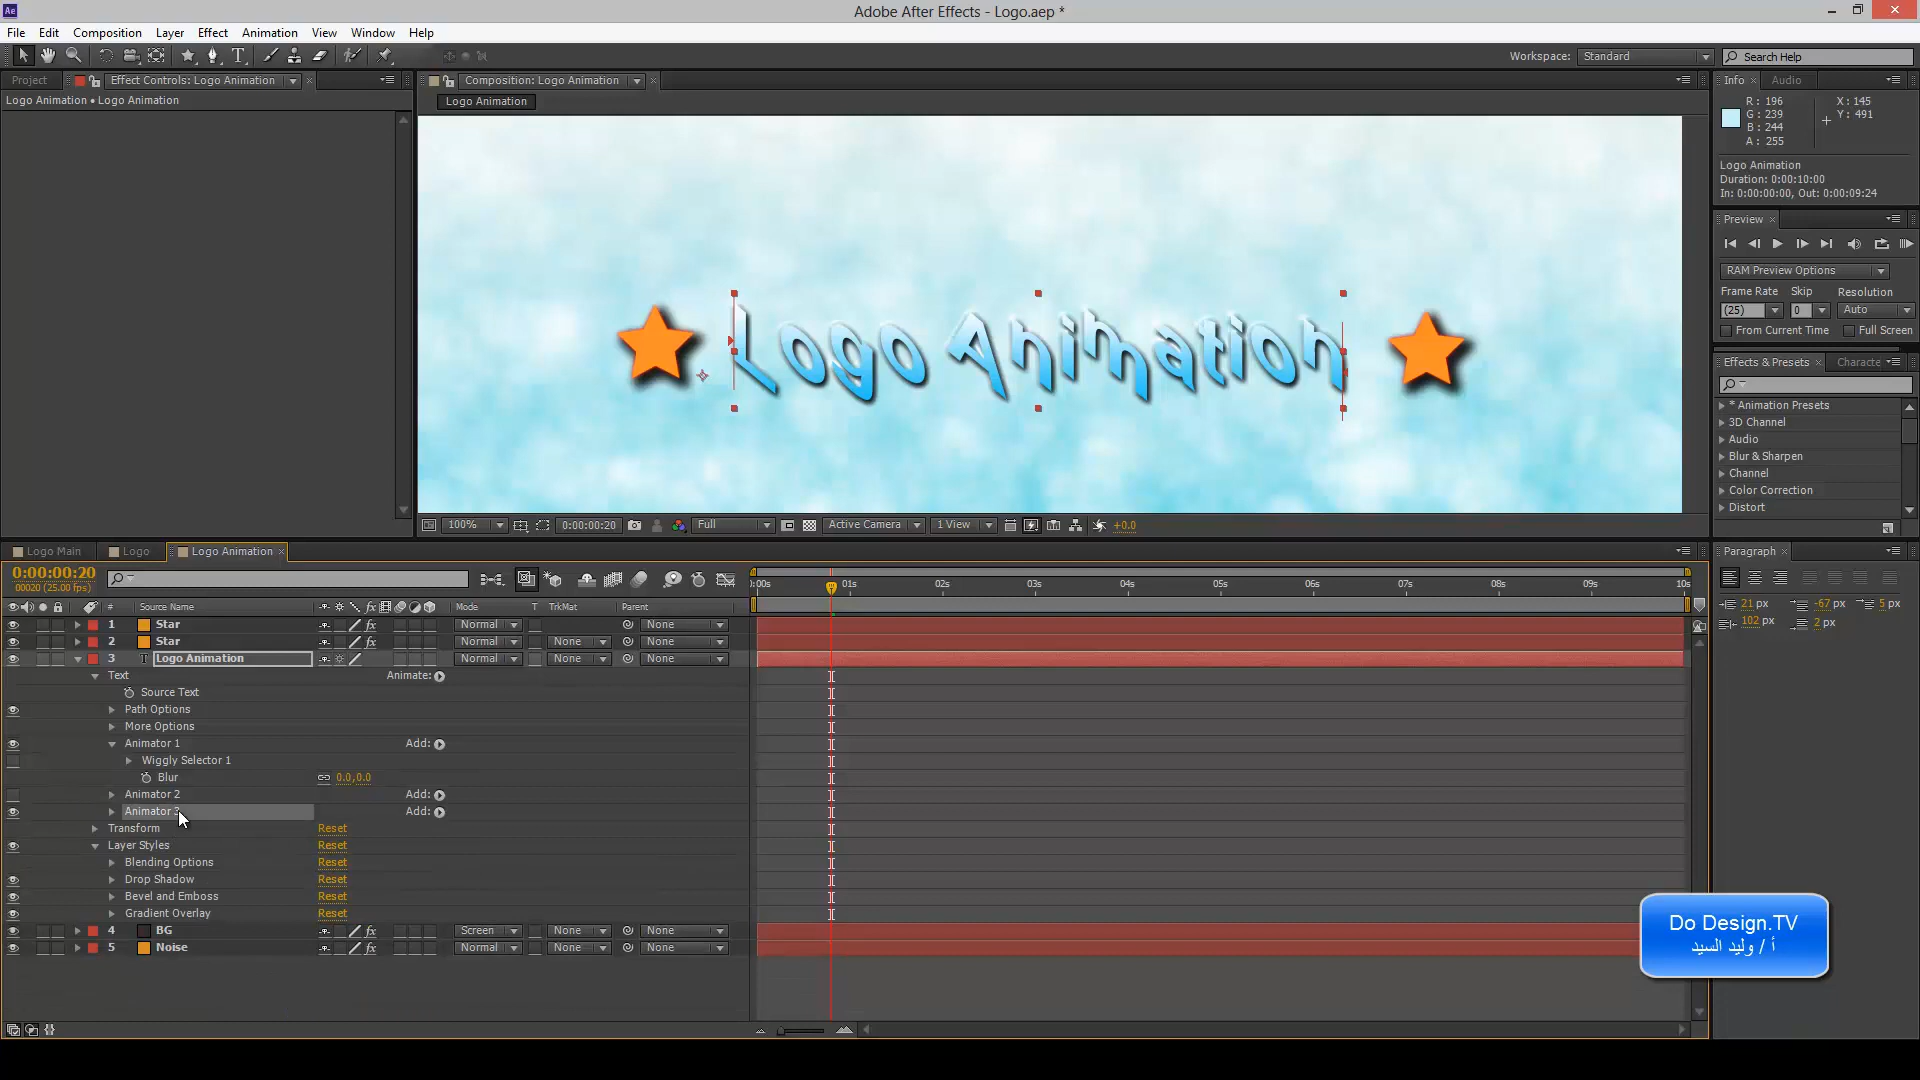 Ae
Adobe After Effects - Logo.aep *
File Edit Composition Layer Effect Animation View Window Help
Workspace: Standard Search Help
Project Effect Controls: Logo Animation
Logo Animation • Logo Animation
Composition: Logo Animation
Logo Animation
Info Audio
R : 196
G : 239
B : 244
A : 255
X : 145
Y : 491
Logo Animation
Duration: 0:00:10:00
In: 0:00:00:00, Out: 0:00:09:24
Preview
RAM Preview Options
Frame Rate Skip Resolution
(25) 0 Auto
From Current Time Full Screen
Effects & Presets Characte
* Animation Presets
3D Channel
Audio
Blur & Sharpen
Channel
Color Correction
Distort
Logo Animation
100% 0:00:00:20 Full Active Camera 1 View +0.0
Logo Main Logo Logo Animation
0:00:00:20
00020 (25.00 fps)
):00s 01s 02s 03s 04s 05s 06s 07s 08s 09s 10s
# Source Name Mode T TrkMat Parent
1 Star Normal None
2 Star Normal None None
3 T Logo Animation Normal None None
Text Animate:
Source Text
Path Options
More Options
Animator 1 Add:
Wiggly Selector 1
Blur 0.0,0.0
Animator 2 Add:
Animator 3 Add:
Transform Reset
Layer Styles Reset
Blending Options Reset
Drop Shadow Reset
Bevel and Emboss Reset
Gradient Overlay Reset
4 BG Screen None None
5 Noise Normal None None
Paragraph
21 px -67 px 5 px
102 px 2 px
Do Design.TV
أ / وليد السيد